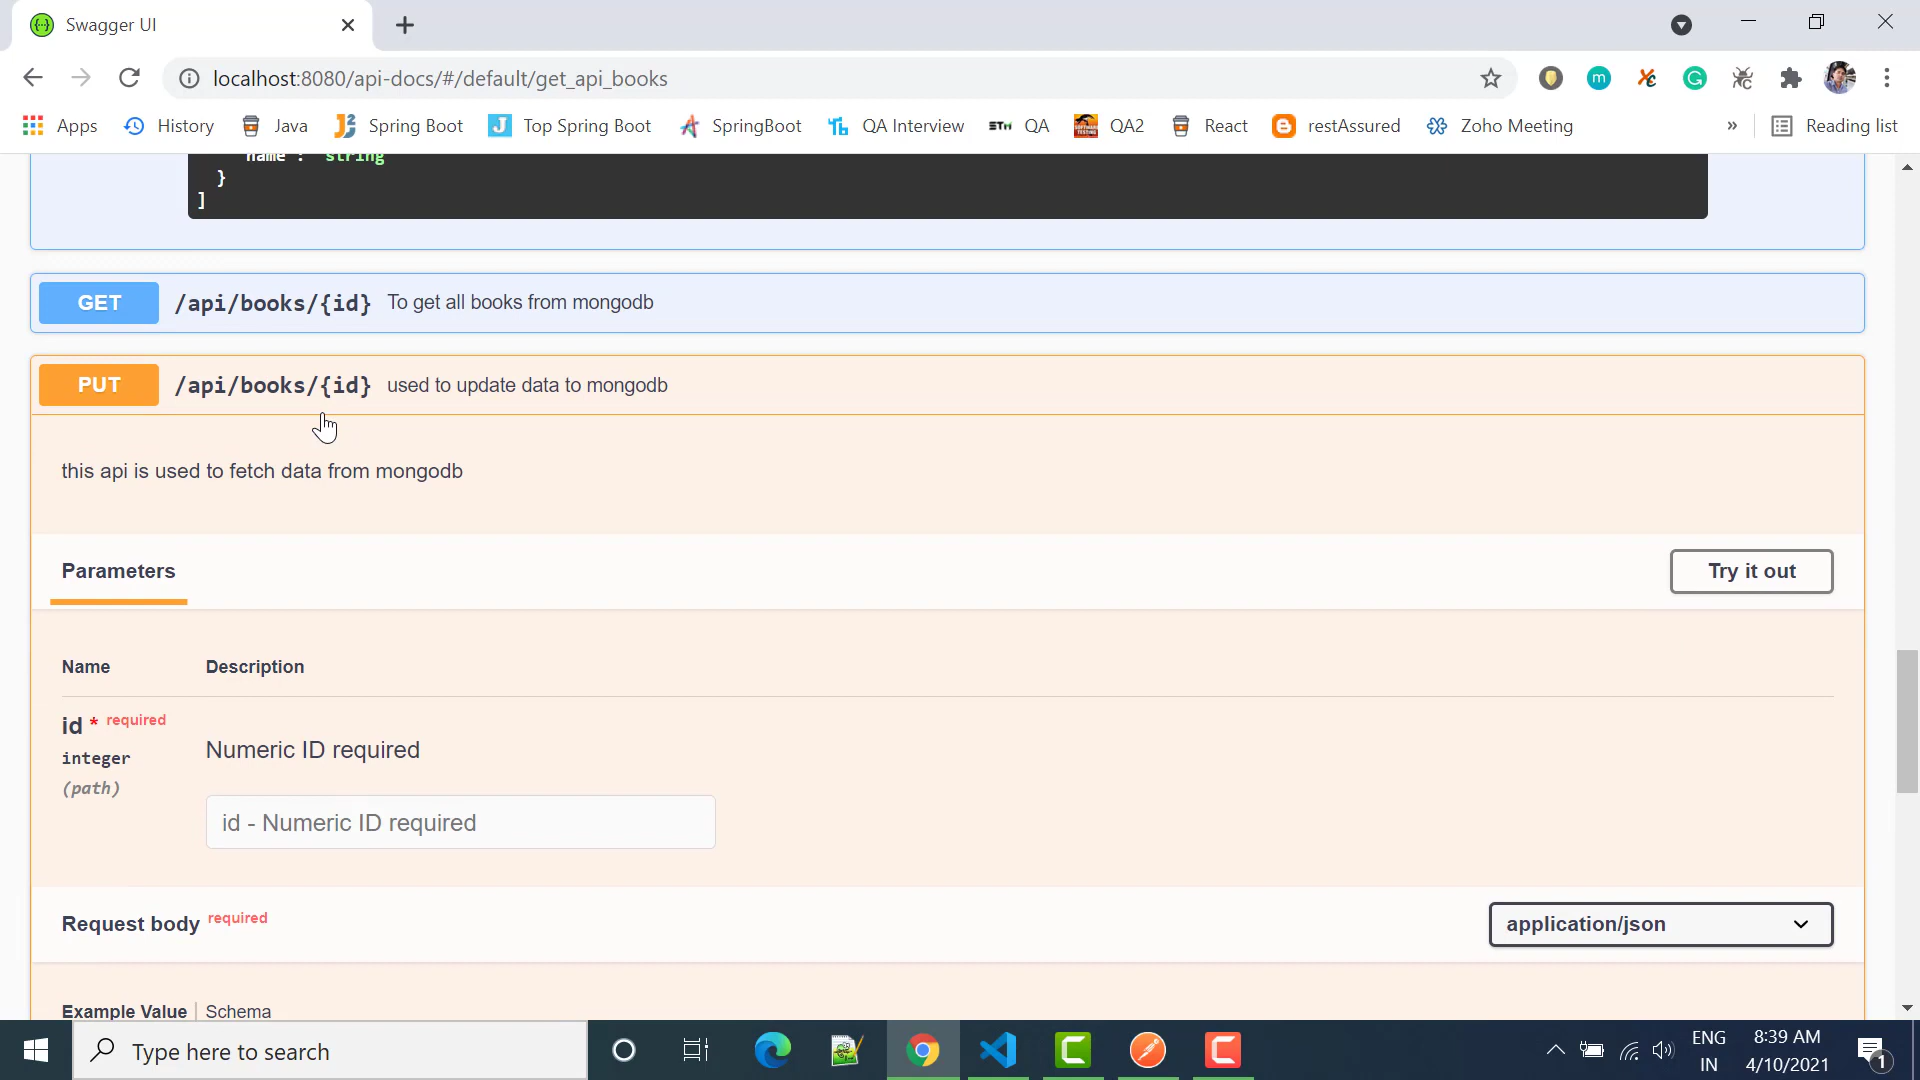 Swagger UI
localhost:8080/api-docs/#/default/get_api_books
Apps History Java Spring Boot Top Spring Boot SpringBoot QA Interview QA QA2 React restAssured Zoho Meeting » Reading list
"name": "string"
}
]
GET /api/books/{id} To get all books from mongodb
PUT /api/books/{id} used to update data to mongodb
this api is used to fetch data from mongodb
Parameters Try it out
Name Description
id * required
integer
(path)
Numeric ID required
id - Numeric ID required
Request body required application/json
Example Value Schema
Type here to search
ENG
IN
8:39 AM
4/10/2021
1